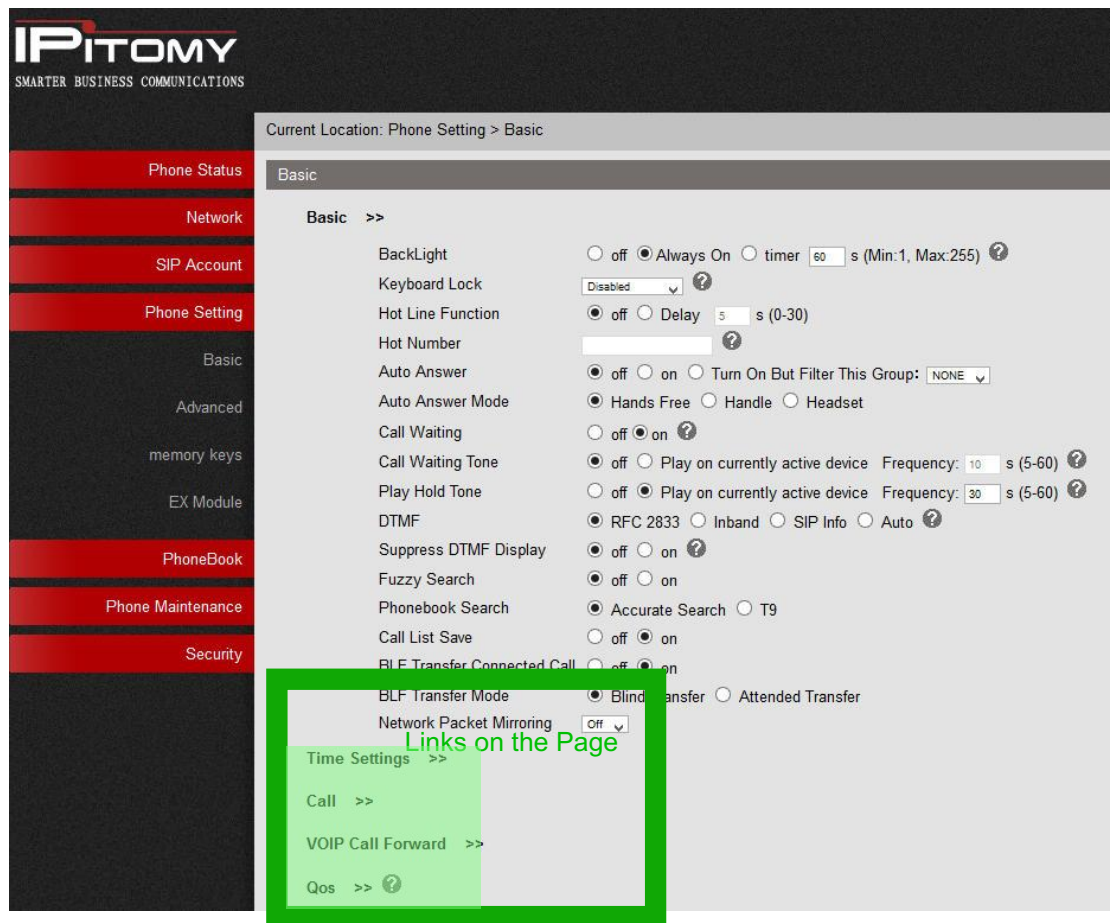 IPITOMY
SMARTER BUSINESS COMMUNICATIONS
Current Location: Phone Setting > Basic
Phone Status
Network
SIP Account
Phone Setting
Basic
Advanced
memory keys
EX Module
PhoneBook
Phone Maintenance
Security
Basic
Basic >>
BackLight off Always On timer 60 s (Min:1, Max:255) ?
Keyboard Lock Disabled ?
Hot Line Function off Delay 5 s (0-30)
Hot Number ?
Auto Answer off on Turn On But Filter This Group: NONE
Auto Answer Mode Hands Free Handle Headset
Call Waiting off on ?
Call Waiting Tone off Play on currently active device Frequency: 10 s (5-60) ?
Play Hold Tone off Play on currently active device Frequency: 30 s (5-60) ?
DTMF RFC 2833 Inband SIP Info Auto ?
Suppress DTMF Display off on ?
Fuzzy Search off on
Phonebook Search Accurate Search T9
Call List Save off on
BLF Transfer Connected Call off on
BLF Transfer Mode Blind Transfer Attended Transfer
Network Packet Mirroring Off
Links on the Page
Time Settings >>
Call >>
VOIP Call Forward >>
Qos >> ?